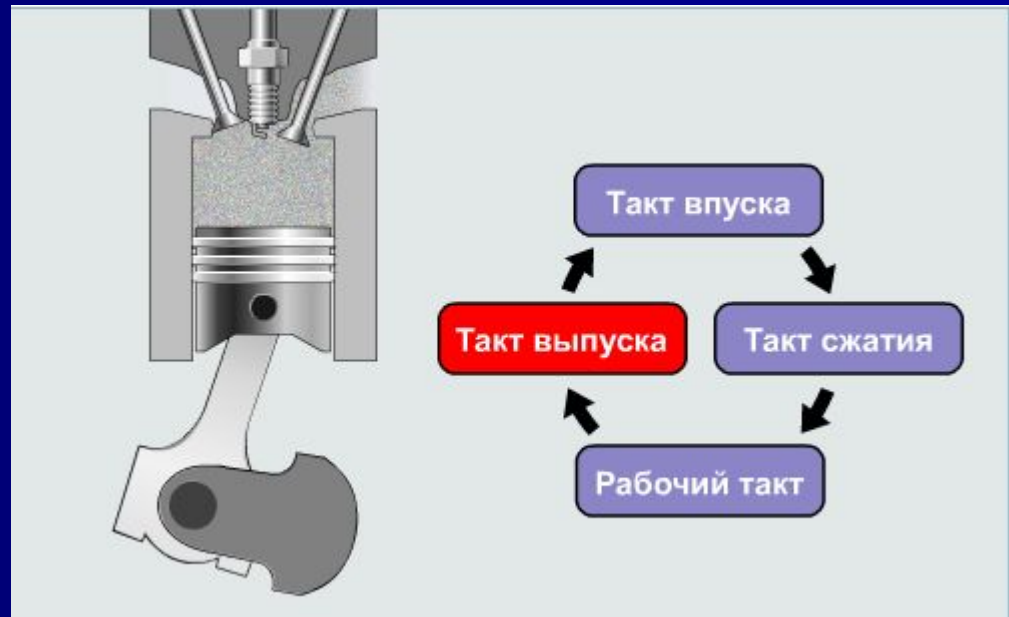 Такт впуска
Такт выпуска
Такт сжатия
Рабочий такт